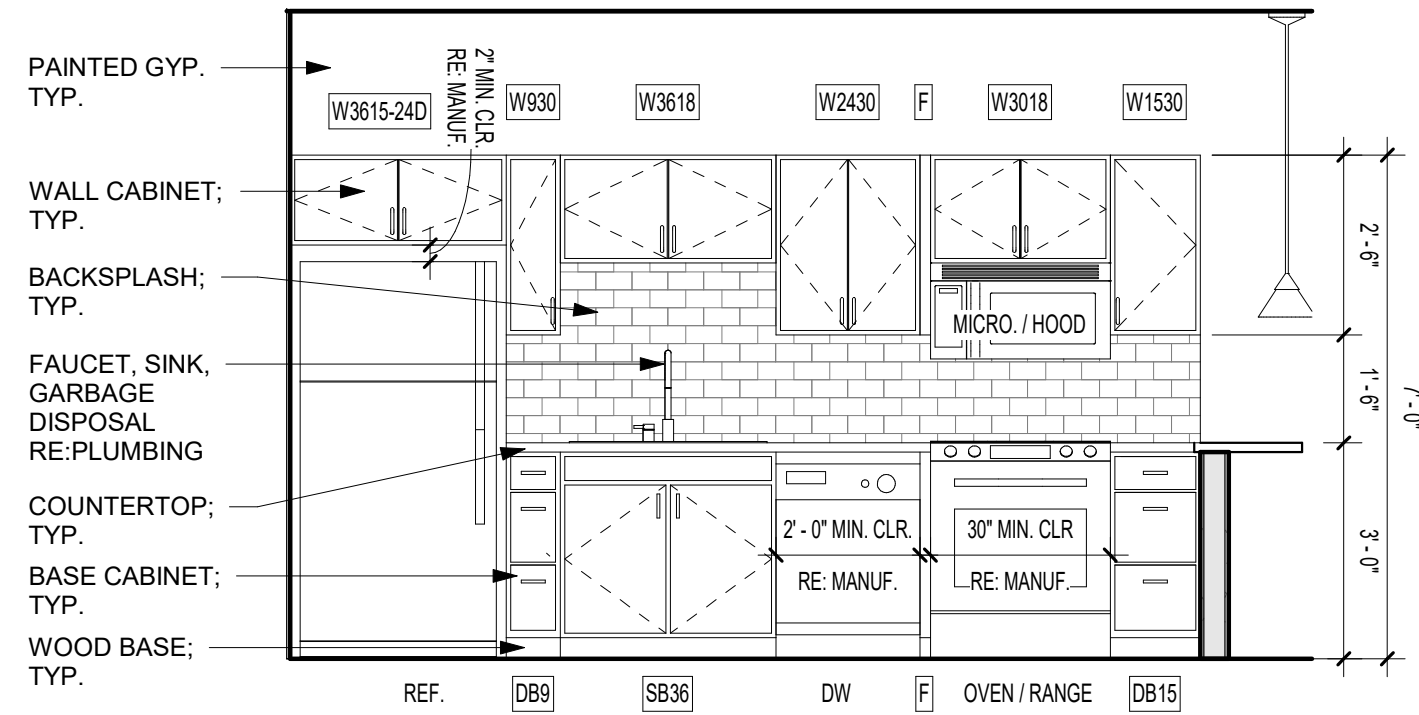 PAINTED GYP.
TYP.
2" MIN. CLR.
RE: MANUF.
W3615-24D
W930
W3618
W2430
F
W3018
W1530
WALL CABINET;
TYP.
BACKSPLASH;
TYP.
FAUCET, SINK,
GARBAGE
DISPOSAL
RE:PLUMBING
COUNTERTOP;
TYP.
BASE CABINET;
TYP.
WOOD BASE;
TYP.
MICRO. / HOOD
2' - 0" MIN. CLR.
RE: MANUF.
30" MIN. CLR
RE: MANUF.
2' - 6"
1' - 6"
3' - 0"
7' - 0"
REF.
DB9
SB36
DW
F
OVEN / RANGE
DB15